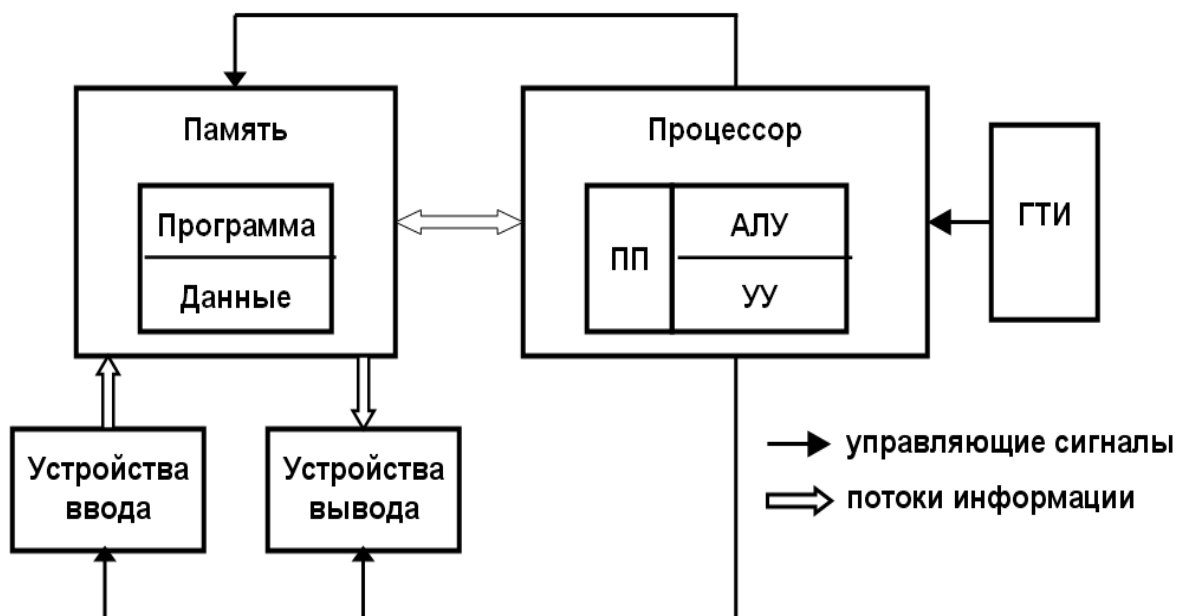 Память
Процессор
Программа
Данные
ПП
АЛУ
УУ
ГТИ
Устройства
ввода
Устройства
вывода
управляющие сигналы
потоки информации